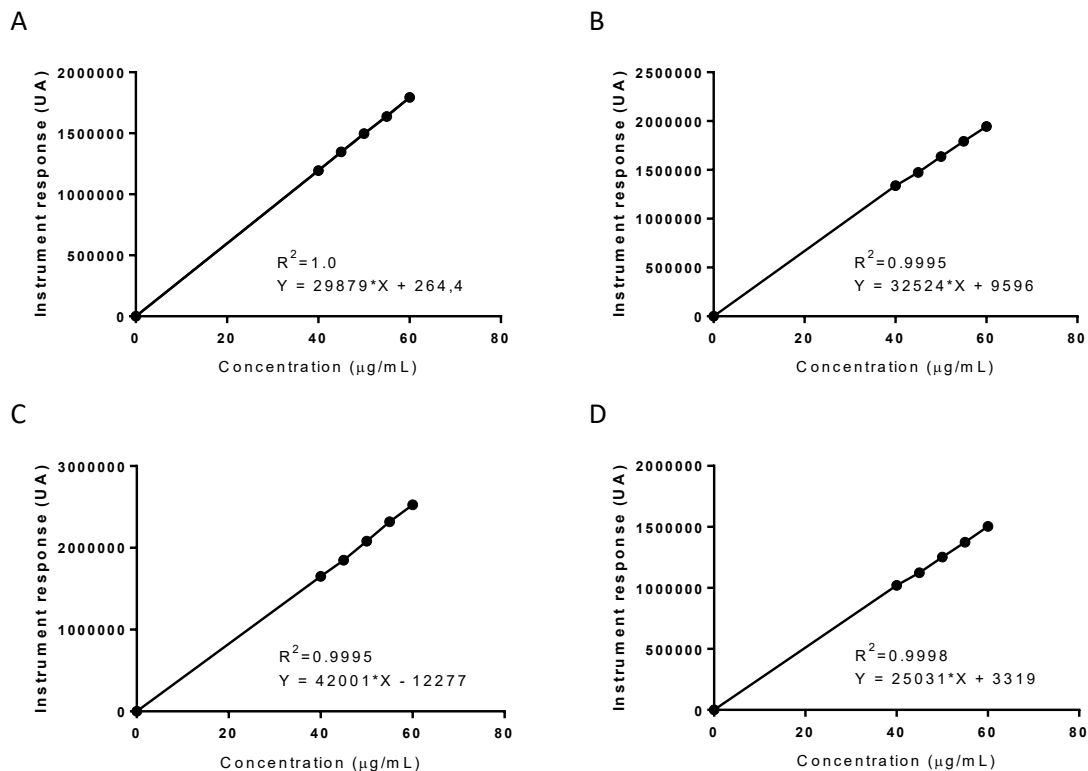 A
Instrument response (UA)
2000000
1500000
1000000
500000
0
R²=1.0
Y = 29879*X + 264,4
0 20 40 60 80
Concentration (µg/mL)
B
Instrument response (UA)
2500000
2000000
1500000
1000000
500000
0
R²=0.9995
Y = 32524*X + 9596
0 20 40 60 80
Concentration (µg/mL)
C
Instrument response (UA)
3000000
2000000
1000000
0
R²=0.9995
Y = 42001*X - 12277
0 20 40 60 80
Concentration (µg/mL)
D
Instrument response (UA)
2000000
1500000
1000000
500000
0
R²=0.9998
Y = 25031*X + 3319
0 20 40 60 80
Concentration (µg/mL)